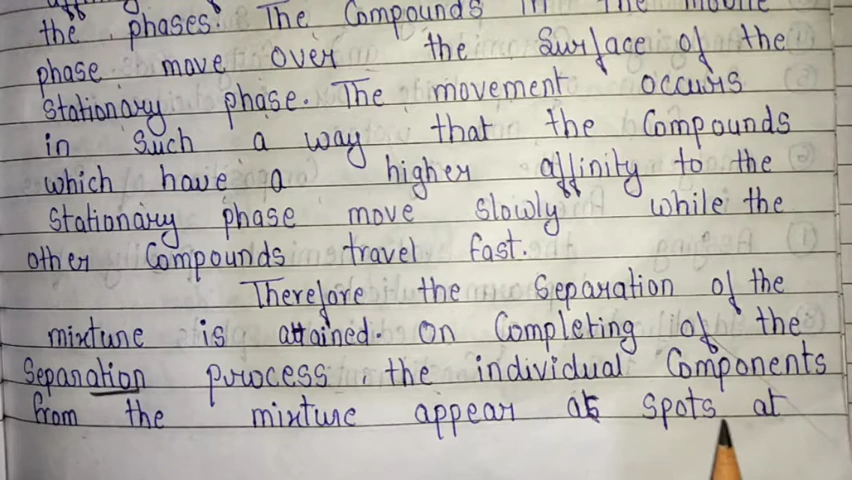 the phases. The Compounds in the mobile
phase move over the Surface of the
stationary phase. The movement occurs
in such a way that the Compounds
which have a higher affinity to the
stationary phase move slowly while the
other Compounds travel fast.
Therefore the Separation of the
mixture is attained. On Completing of the
Separation process, the individual Components
from the mixture appear as spots at